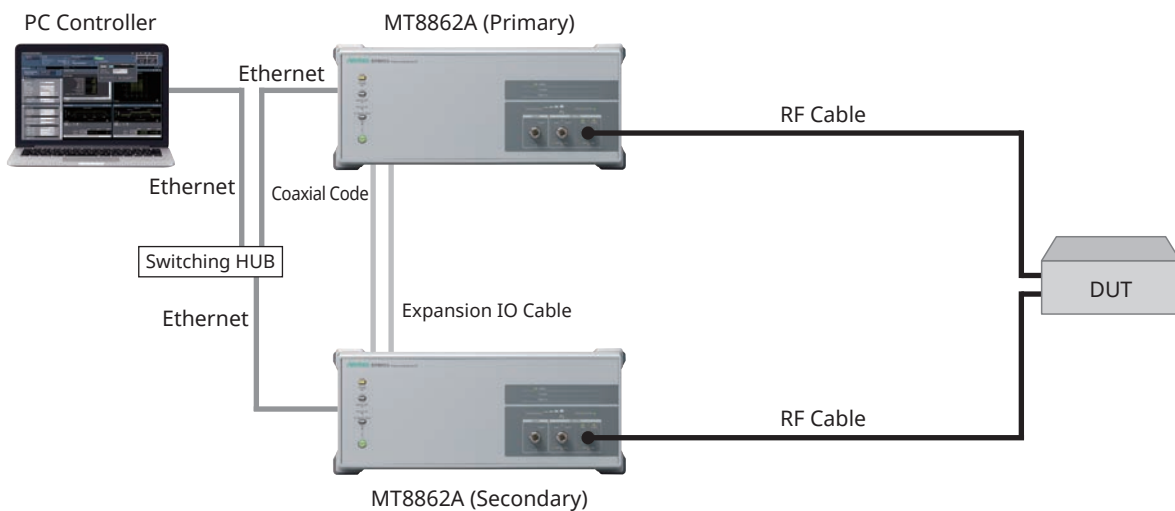 PC Controller
MT8862A (Primary)
Ethernet
RF Cable
Ethernet
Coaxial Code
Switching HUB
DUT
Expansion IO Cable
Ethernet
RF Cable
MT8862A (Secondary)